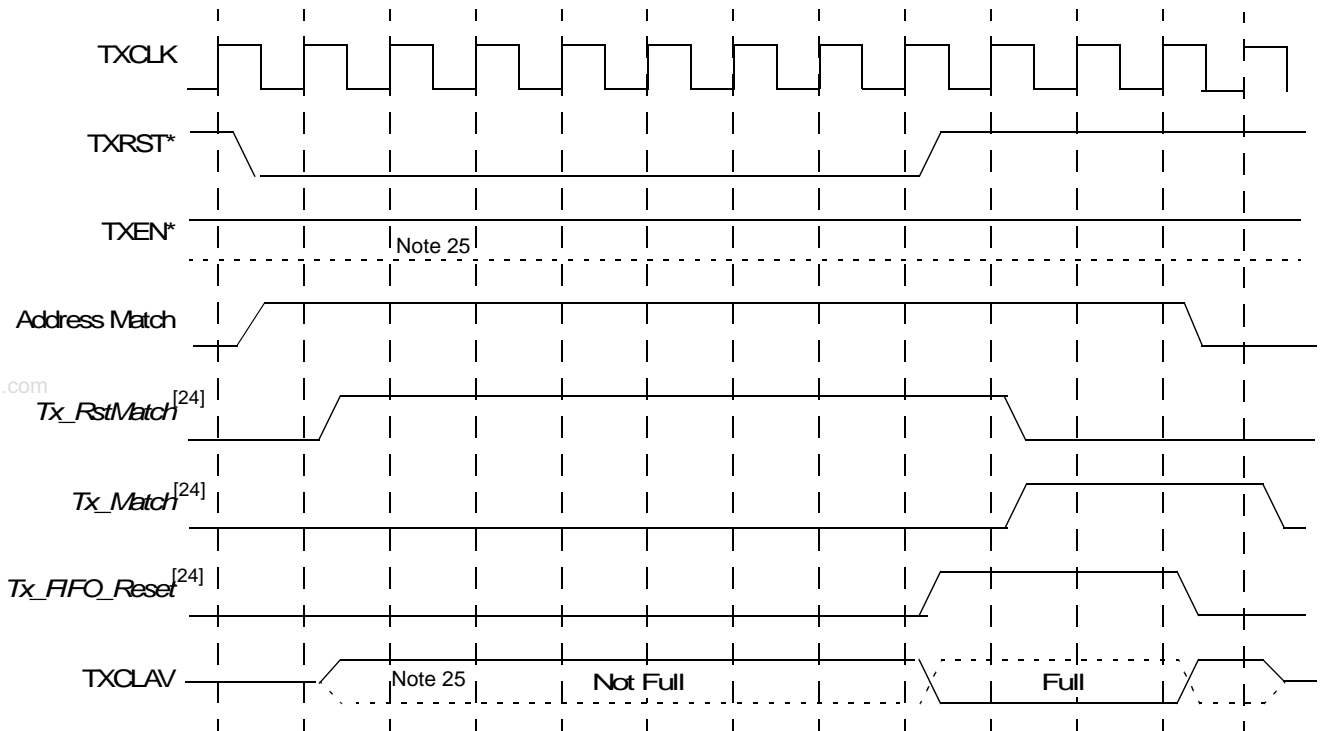 TXCLK
TXRST*
TXEN*
Note 25
Address Match
.com
Tx_RstMatch[24]
Tx_Match[24]
Tx_FIFO_Reset[24]
TXCLAV
Note 25
Not Full
Full